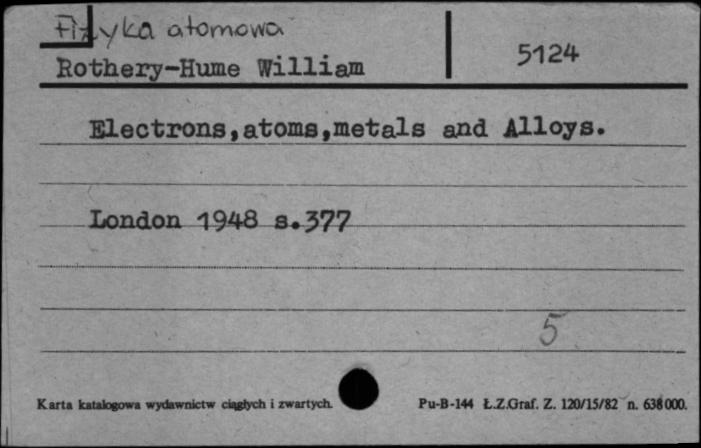 Fizyka atomowa
Rothery-Hume William
5124
Electrons,atoms,metals and Alloys.
London 1948 s.377
5
Karta katalogowa wydawnictw ciągłych i zwartych.
Pu-B-144 Ł.Z.Graf. Z. 120/15/82 n. 638000.